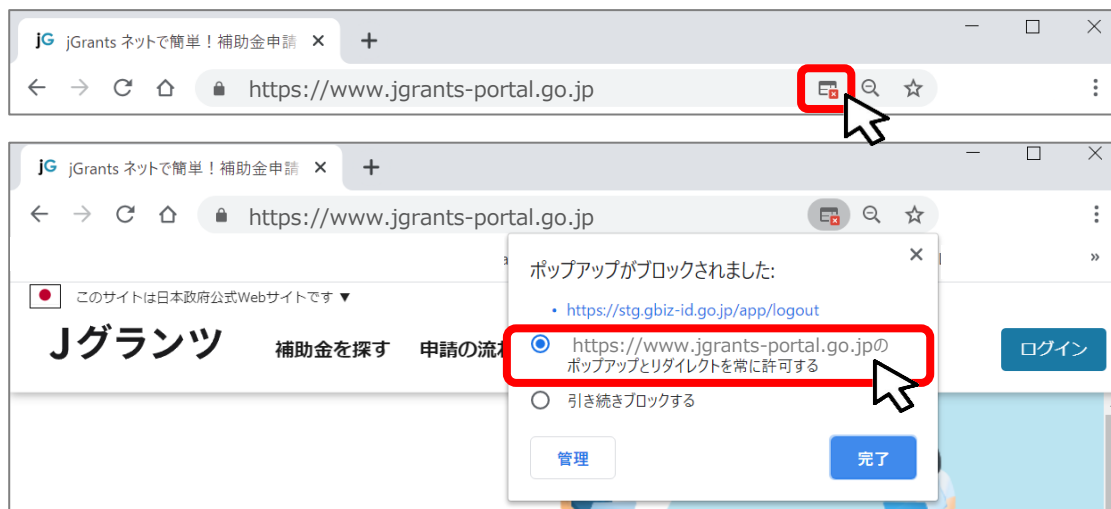 jG jGrants ネットで簡単！補助金申請
https://www.jgrants-portal.go.jp
jG jGrants ネットで簡単！補助金申請
https://www.jgrants-portal.go.jp
このサイトは日本政府公式Webサイトです ▼
Jグランツ 補助金を探す 申請の流れ ログイン
ポップアップがブロックされました:
• https://stg.gbiz-id.go.jp/app/logout
https://www.jgrants-portal.go.jpの
ポップアップとリダイレクトを常に許可する
引き続きブロックする
管理 完了